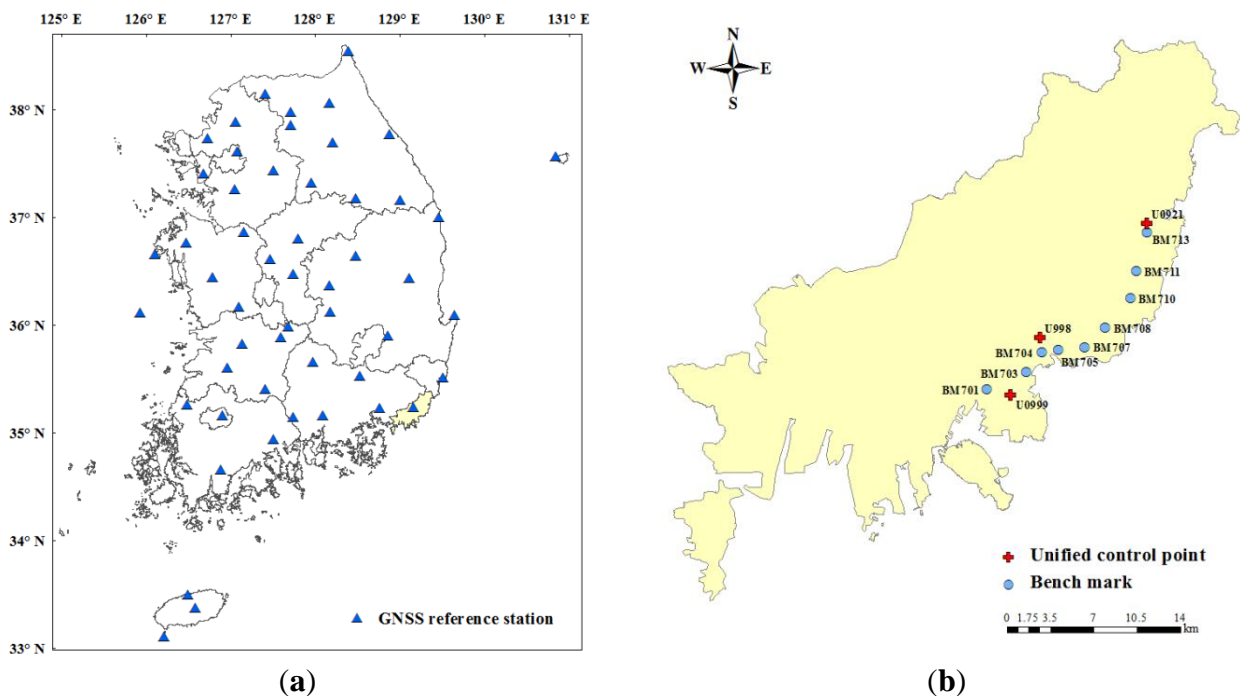 125° E 126° E 127° E 128° E 129° E 130° E 131° E
38° N
37° N
36° N
35° N
34° N
33° N
GNSS reference station
(a)
N
W E
S
U0921
BM713
BM711
BM710
U998
BM708
BM704
BM707
BM705
BM703
BM701
U0999
Unified control point
Bench mark
0 1.75 3.5 7 10.5 14
km
(b)